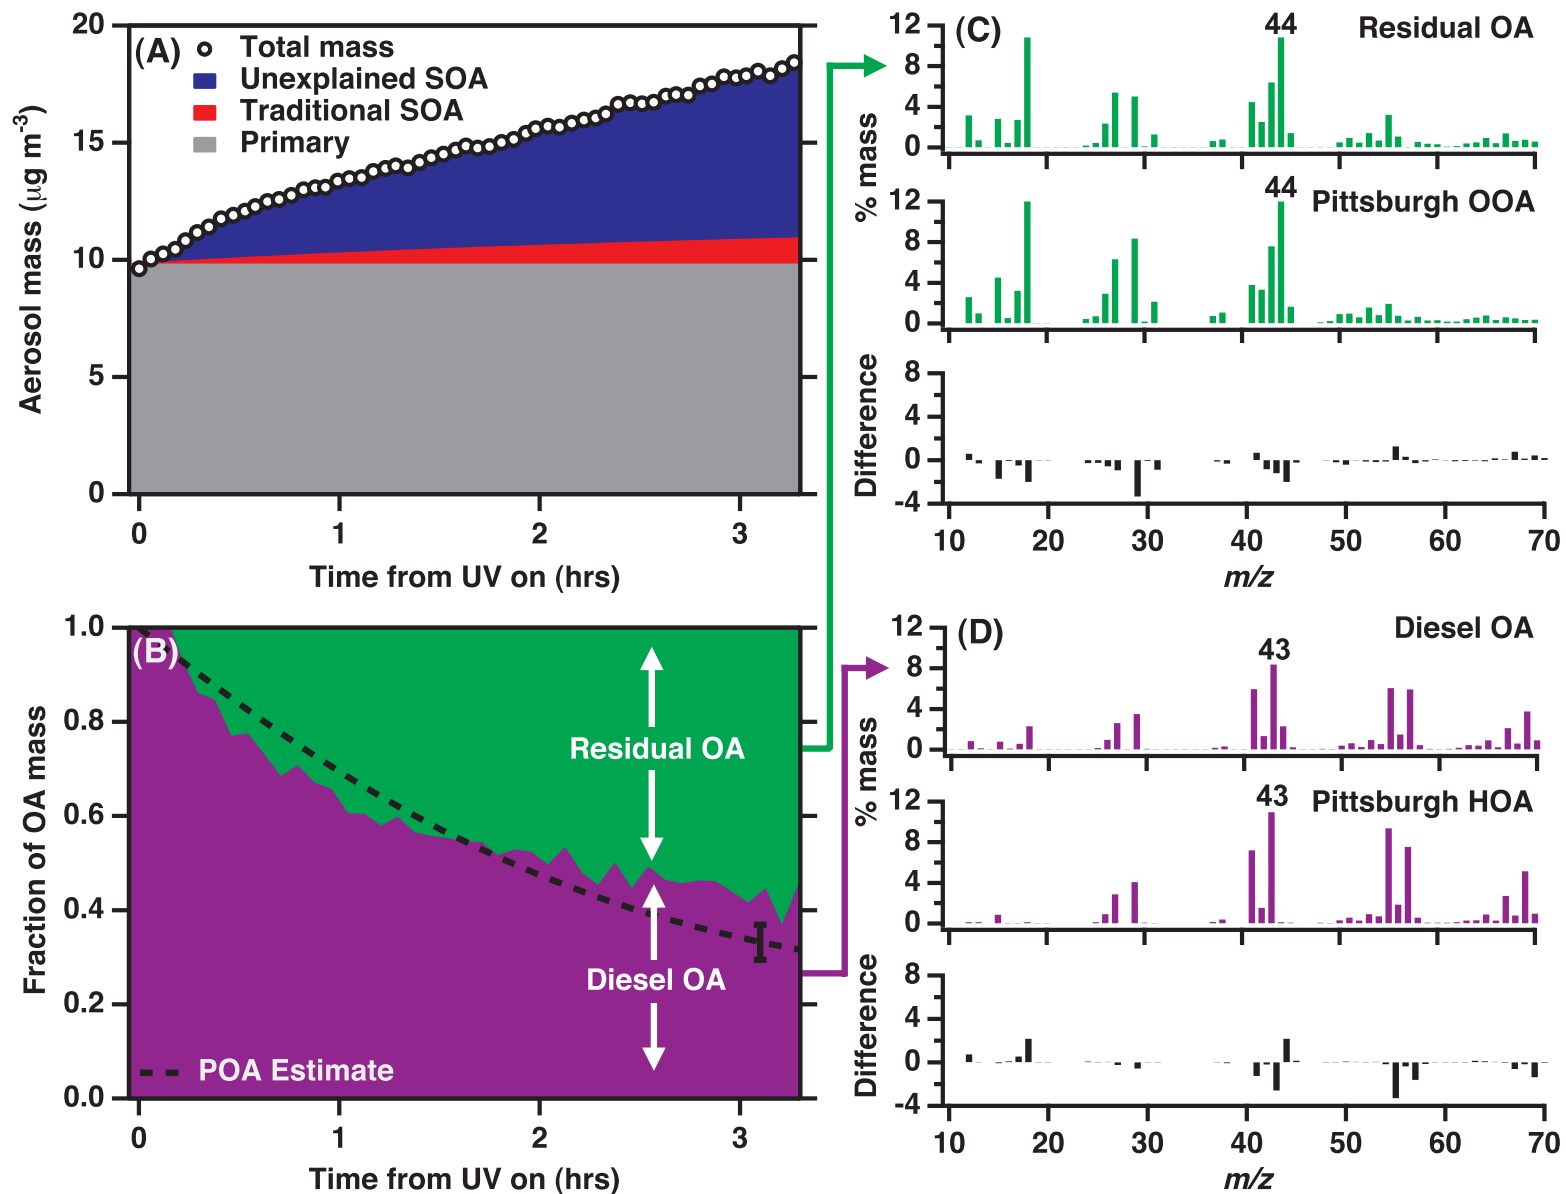 (A)
Total mass
Unexplained SOA
Traditional SOA
Primary
20
15
10
5
0
Aerosol mass (μg m-3)
0 1 2 3
Time from UV on (hrs)
(B)
Residual OA
Diesel OA
POA Estimate
1.0
0.8
0.6
0.4
0.2
0.0
Fraction of OA mass
0 1 2 3
Time from UV on (hrs)
(C)
44
Residual OA
12
8
4
0
% mass
44
Pittsburgh OOA
12
8
4
0
Difference
8
4
0
-4
10 20 30 40 50 60 70
m/z
(D)
43
Diesel OA
12
8
4
0
% mass
43
Pittsburgh HOA
12
8
4
0
Difference
8
4
0
-4
10 20 30 40 50 60 70
m/z